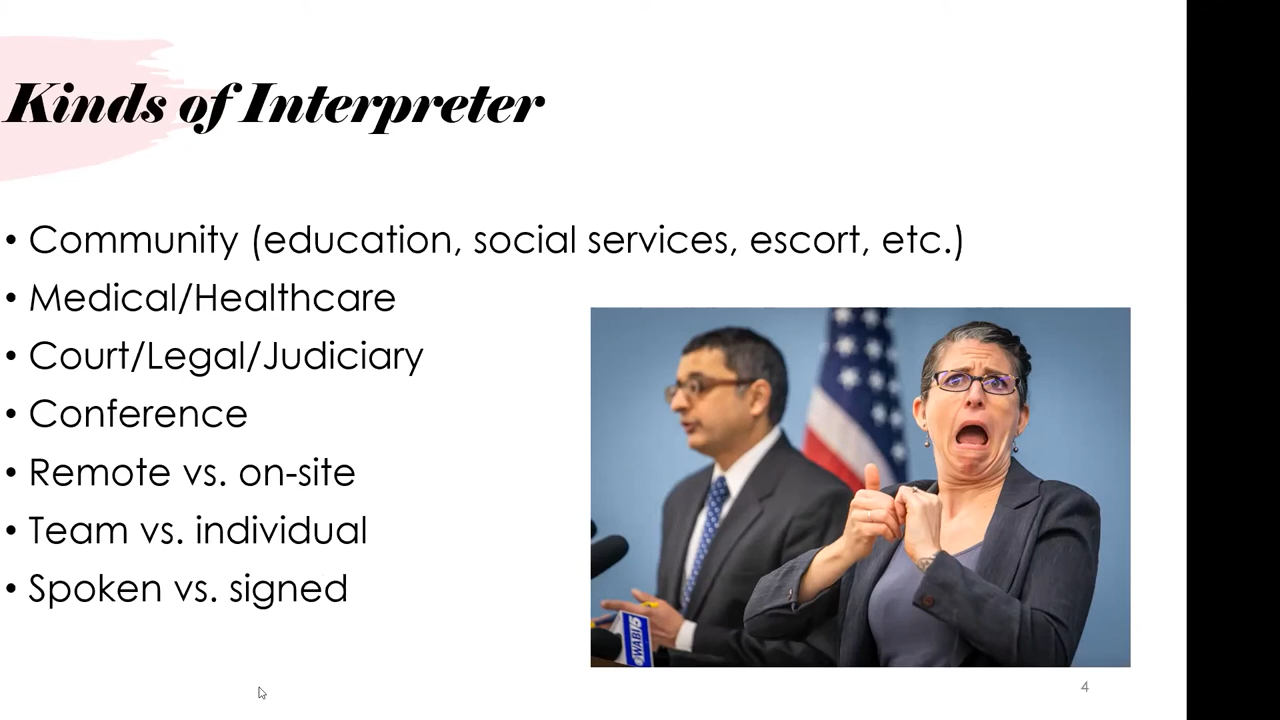 Kinds of Interpreter
• Community (education, social services, escort, etc.)
• Medical/Healthcare
• Court/Legal/Judiciary
• Conference
• Remote vs. on-site
• Team vs. individual
• Spoken vs. signed
WABI5
4